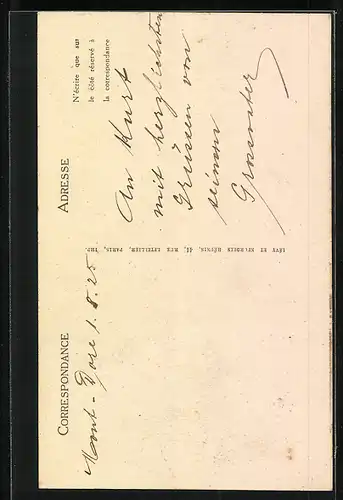 CORRESPONDANCE
Mont-Dore 1.8.25
LÉVY ET NEURDEIN RÉUNIS, 44, RUE LETELLIER, PARIS, IMP.
ADRESSE
N'écrire que sur
le côté réservé à
la correspondance
An Kurt
mit herzlichsten
Grüssen von
seinem